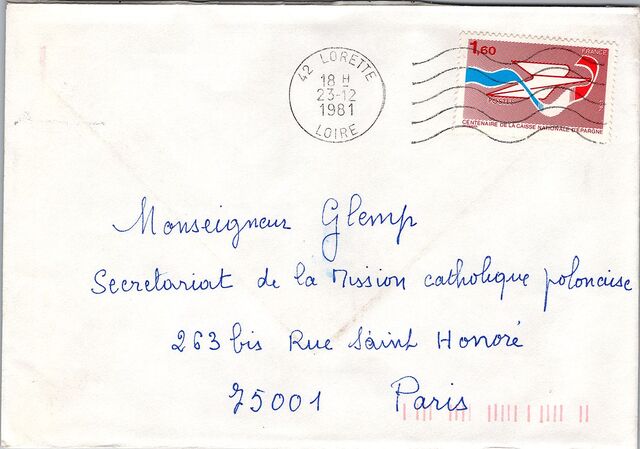 42 LORETTE
18 H
23-12
1981
LOIRE
1,60
FRANCE
POSTES
CENTENAIRE DE LA CAISSE NATIONALE D'ÉPARGNE
Monseigneur Glemp
Secretariat de la Mission catholique polonaise
263 bis Rue Saint Honoré
75001 Paris